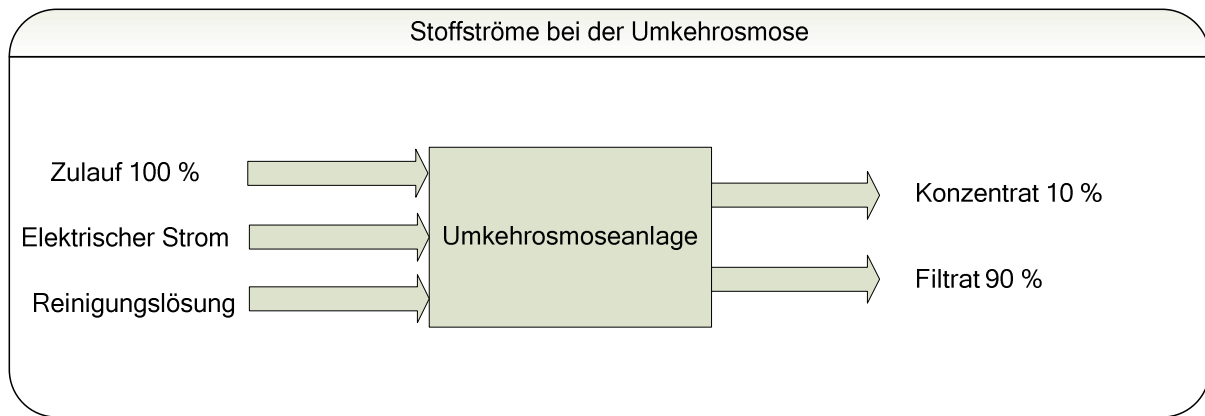 Stoffströme bei der Umkehrosmose
Zulauf 100 %
Elektrischer Strom
Reinigungslösung
Umkehrosmoseanlage
Konzentrat 10 %
Filtrat 90 %